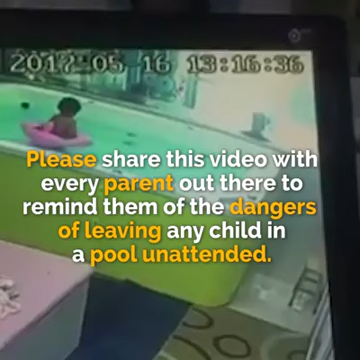 2017 05 16 13:16:36
Please share this video with
every parent out there to
remind them of the dangers
of leaving any child in
a pool unattended.